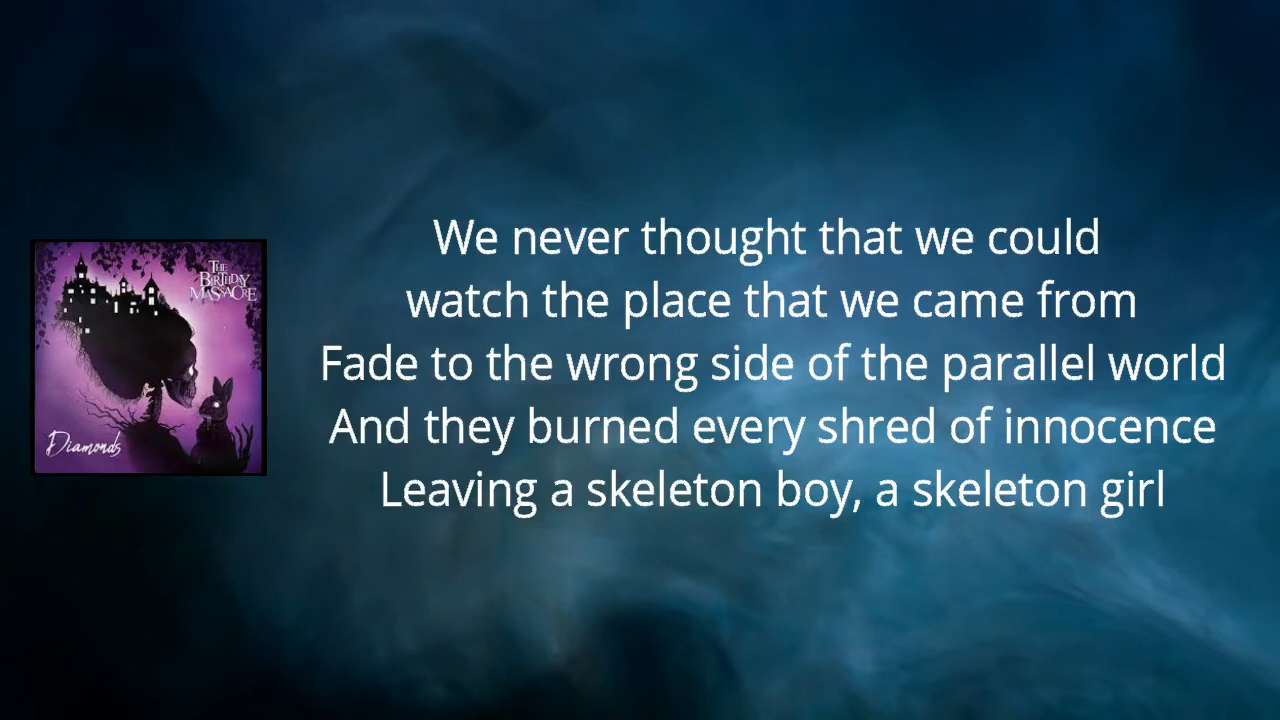 THE
BIRTHDAY
MASSACRE
Diamonds
We never thought that we could
watch the place that we came from
Fade to the wrong side of the parallel world
And they burned every shred of innocence
Leaving a skeleton boy, a skeleton girl